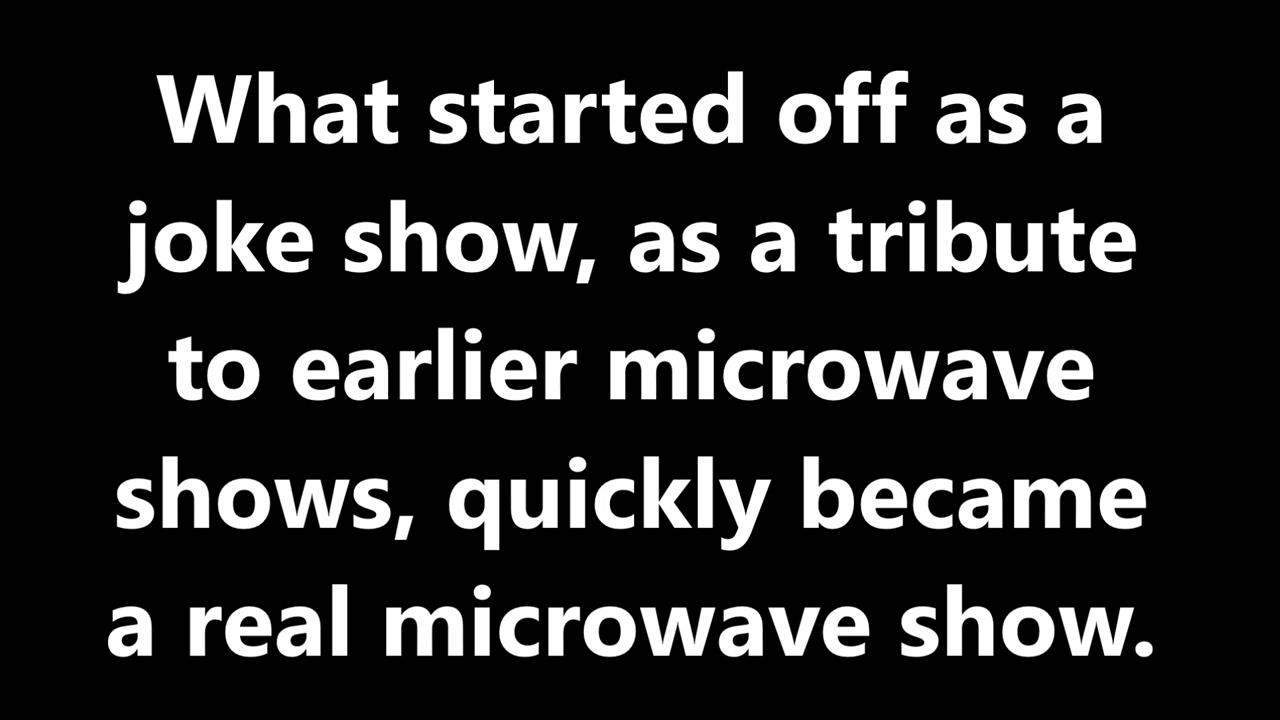 What started off as a
joke show, as a tribute
to earlier microwave
shows, quickly became
a real microwave show.